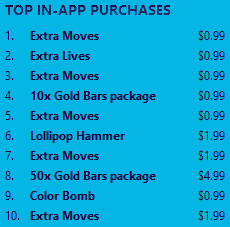 TOP IN-APP PURCHASES
1. Extra Moves $0.99
2. Extra Lives $0.99
3. Extra Moves $0.99
4. 10x Gold Bars package $0.99
5. Extra Moves $0.99
6. Lollipop Hammer $1.99
7. Extra Moves $1.99
8. 50x Gold Bars package $4.99
9. Color Bomb $0.99
10. Extra Moves $1.99